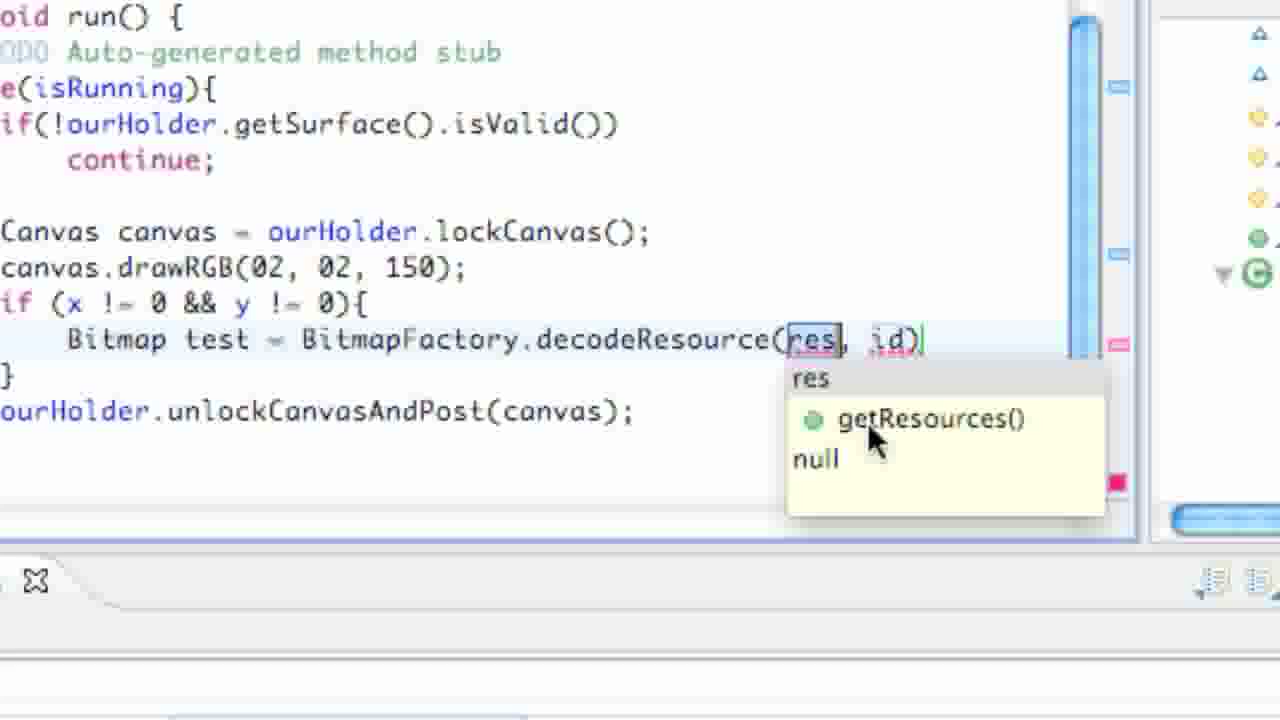 oid run() {
ODO Auto-generated method stub
e(isRunning){
if(!ourHolder.getSurface().isValid())
continue;
Canvas canvas = ourHolder.lockCanvas();
canvas.drawRGB(02, 02, 150);
if (x != 0 && y != 0){
Bitmap test = BitmapFactory.decodeResource(res, id)
}
res
getResources()
ourHolder.unlockCanvasAndPost(canvas);
null